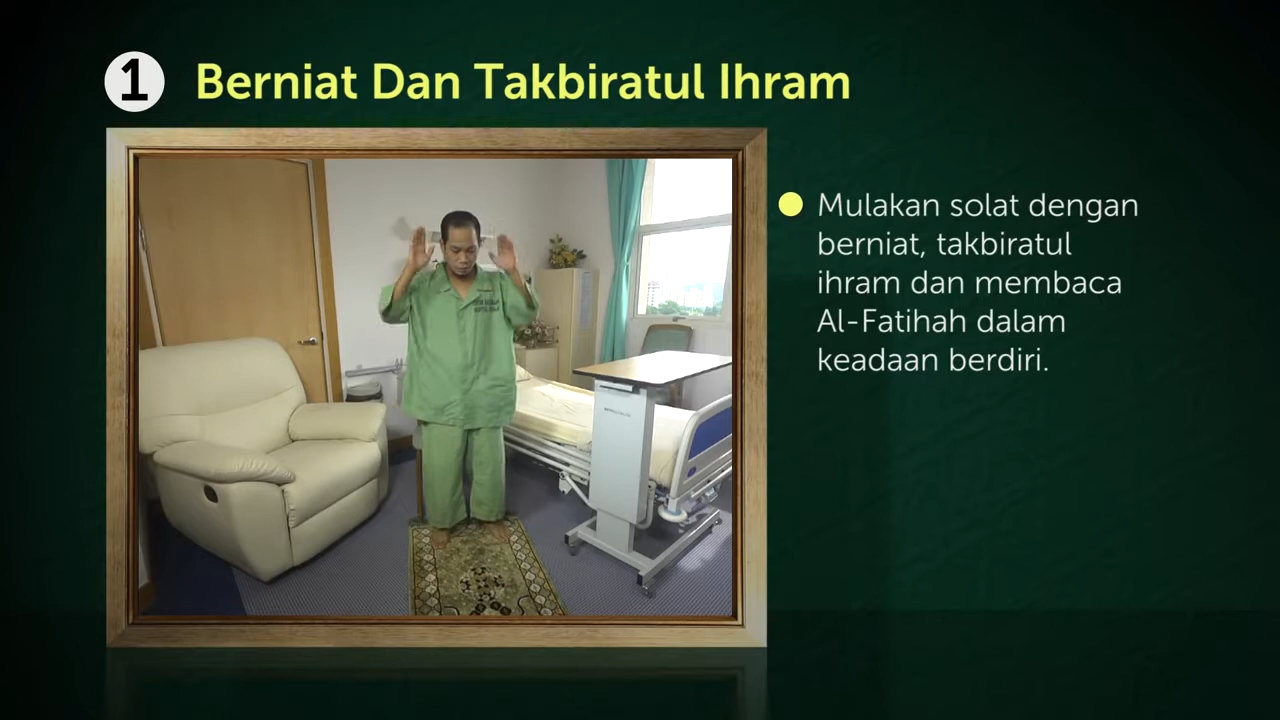 1 Berniat Dan Takbiratul Ihram
Mulakan solat dengan
berniat, takbiratul
ihram dan membaca
Al-Fatihah dalam
keadaan berdiri.